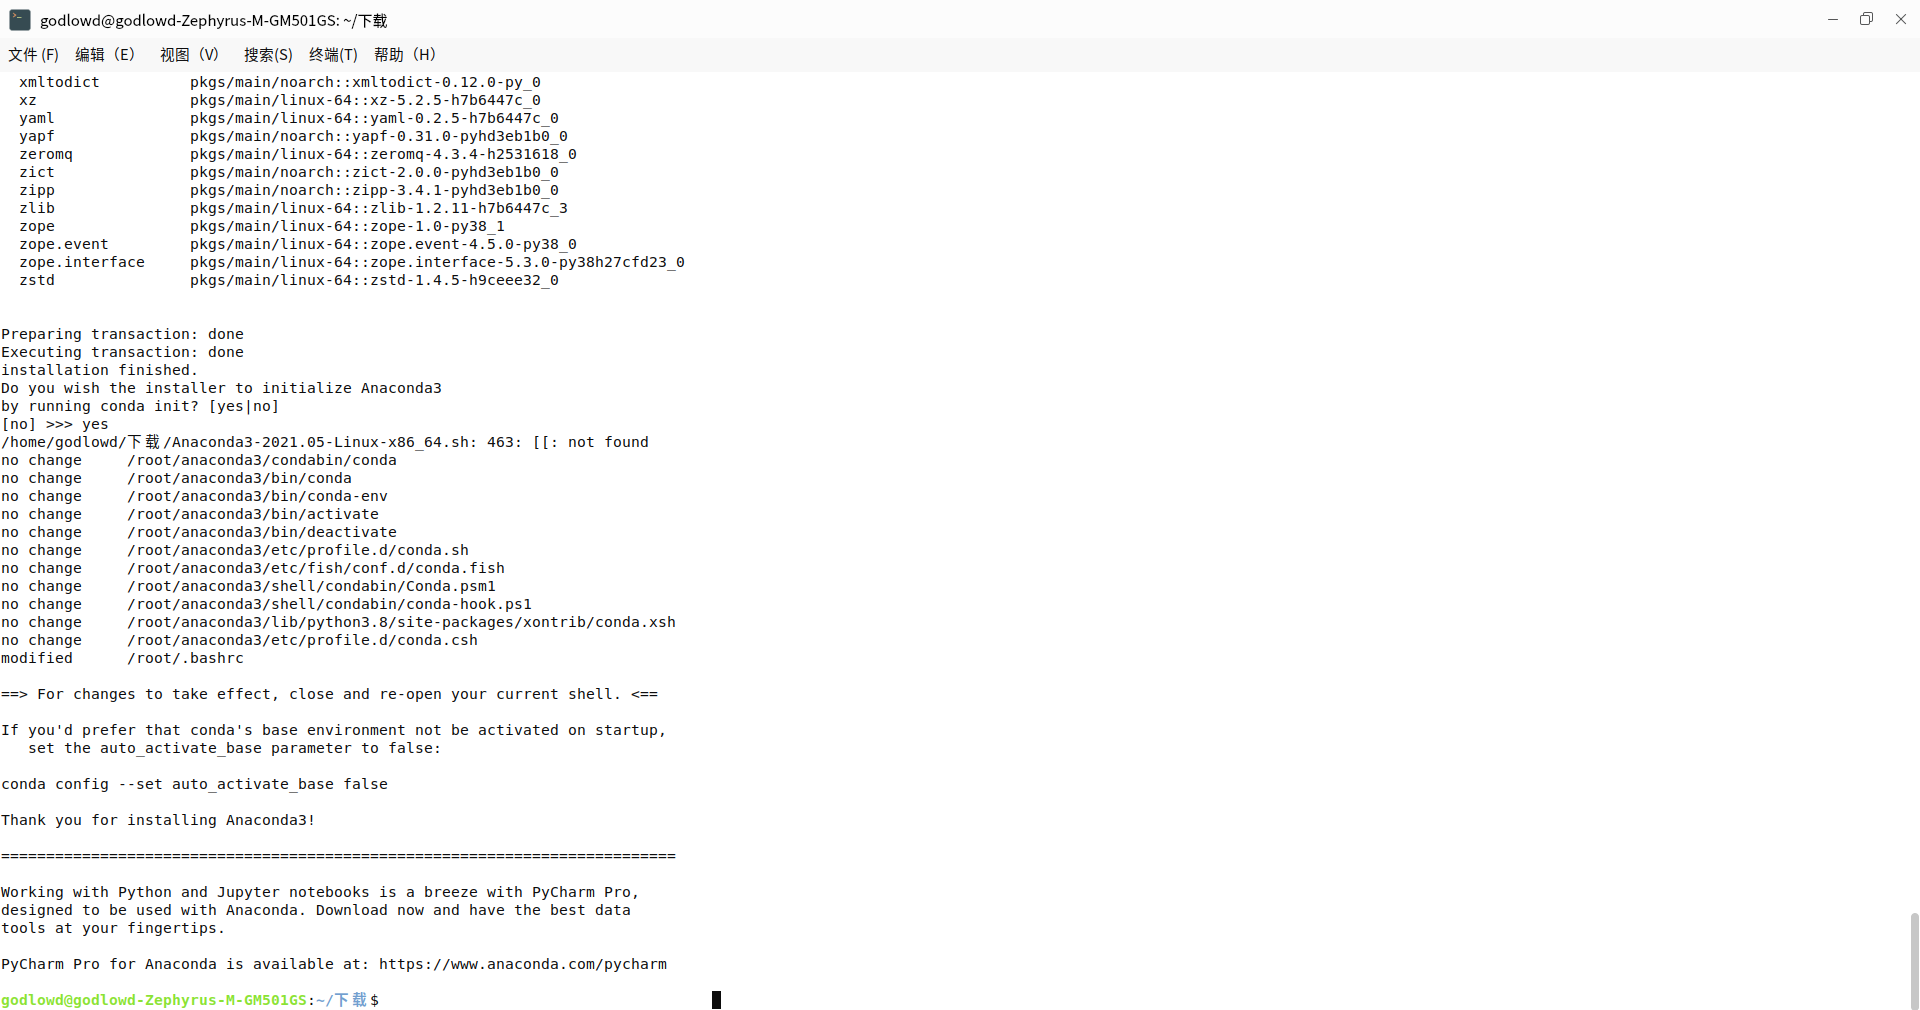 godlowd@godlowd-Zephyrus-M-GM501GS: ~/下载
文件 (F) 编辑（E） 视图（V） 搜索(S) 终端(T) 帮助（H）
xmltodict pkgs/main/noarch::xmltodict-0.12.0-py_0
xz pkgs/main/linux-64::xz-5.2.5-h7b6447c_0
yaml pkgs/main/linux-64::yaml-0.2.5-h7b6447c_0
yapf pkgs/main/noarch::yapf-0.31.0-pyhd3eb1b0_0
zeromq pkgs/main/linux-64::zeromq-4.3.4-h2531618_0
zict pkgs/main/noarch::zict-2.0.0-pyhd3eb1b0_0
zipp pkgs/main/noarch::zipp-3.4.1-pyhd3eb1b0_0
zlib pkgs/main/linux-64::zlib-1.2.11-h7b6447c_3
zope pkgs/main/linux-64::zope-1.0-py38_1
zope.event pkgs/main/linux-64::zope.event-4.5.0-py38_0
zope.interface pkgs/main/linux-64::zope.interface-5.3.0-py38h27cfd23_0
zstd pkgs/main/linux-64::zstd-1.4.5-h9ceee32_0
Preparing transaction: done
Executing transaction: done
installation finished.
Do you wish the installer to initialize Anaconda3
by running conda init? [yes|no]
[no] >>> yes
/home/godlowd/下载/Anaconda3-2021.05-Linux-x86_64.sh: 463: [[: not found
no change /root/anaconda3/condabin/conda
no change /root/anaconda3/bin/conda
no change /root/anaconda3/bin/conda-env
no change /root/anaconda3/bin/activate
no change /root/anaconda3/bin/deactivate
no change /root/anaconda3/etc/profile.d/conda.sh
no change /root/anaconda3/etc/fish/conf.d/conda.fish
no change /root/anaconda3/shell/condabin/Conda.psm1
no change /root/anaconda3/shell/condabin/conda-hook.ps1
no change /root/anaconda3/lib/python3.8/site-packages/xontrib/conda.xsh
no change /root/anaconda3/etc/profile.d/conda.csh
modified /root/.bashrc
==> For changes to take effect, close and re-open your current shell. <==
If you'd prefer that conda's base environment not be activated on startup,
set the auto_activate_base parameter to false:
conda config --set auto_activate_base false
Thank you for installing Anaconda3!
===========================================================================
Working with Python and Jupyter notebooks is a breeze with PyCharm Pro,
designed to be used with Anaconda. Download now and have the best data
tools at your fingertips.
PyCharm Pro for Anaconda is available at: https://www.anaconda.com/pycharm
godlowd@godlowd-Zephyrus-M-GM501GS:~/下载$